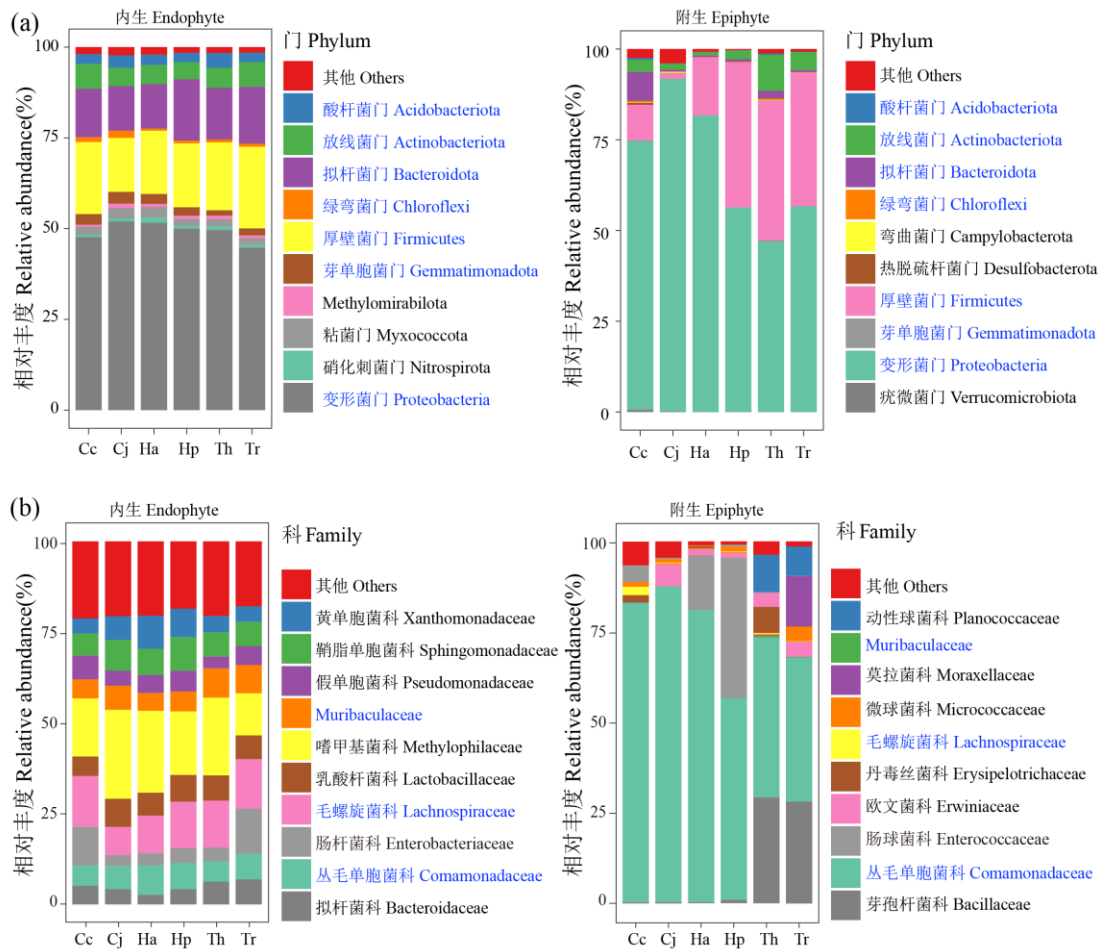 (a)
内生 Endophyte
相对丰度 Relative abundance(%)
100
75
50
25
0
Cc Cj Ha Hp Th Tr
门 Phylum
其他 Others
酸杆菌门 Acidobacteriota
放线菌门 Actinobacteriota
拟杆菌门 Bacteroidota
绿弯菌门 Chloroflexi
厚壁菌门 Firmicutes
芽单胞菌门 Gemmatimonadota
Methylomirabilota
粘菌门 Myxococcota
硝化刺菌门 Nitrospirota
变形菌门 Proteobacteria
附生 Epiphyte
相对丰度 Relative abundance(%)
100
75
50
25
0
Cc Cj Ha Hp Th Tr
门 Phylum
其他 Others
酸杆菌门 Acidobacteriota
放线菌门 Actinobacteriota
拟杆菌门 Bacteroidota
绿弯菌门 Chloroflexi
弯曲菌门 Campylobacterota
热脱硫杆菌门 Desulfobacterota
厚壁菌门 Firmicutes
芽单胞菌门 Gemmatimonadota
变形菌门 Proteobacteria
疣微菌门 Verrucomicrobiota
(b)
内生 Endophyte
相对丰度 Relative abundance(%)
100
75
50
25
0
Cc Cj Ha Hp Th Tr
科 Family
其他 Others
黄单胞菌科 Xanthomonadaceae
鞘脂单胞菌科 Sphingomonadaceae
假单胞菌科 Pseudomonadaceae
Muribaculaceae
嗜甲基菌科 Methylophilaceae
乳酸杆菌科 Lactobacillaceae
毛螺旋菌科 Lachnospiraceae
肠杆菌科 Enterobacteriaceae
丛毛单胞菌科 Comamonadaceae
拟杆菌科 Bacteroidaceae
附生 Epiphyte
相对丰度 Relative abundance(%)
100
75
50
25
0
Cc Cj Ha Hp Th Tr
科 Family
其他 Others
动性球菌科 Planococcaceae
Muribaculaceae
莫拉菌科 Moraxellaceae
微球菌科 Micrococcaceae
毛螺旋菌科 Lachnospiraceae
丹毒丝菌科 Erysipelotrichaceae
欧文菌科 Erwiniaceae
肠球菌科 Enterococcaceae
丛毛单胞菌科 Comamonadaceae
芽孢杆菌科 Bacillaceae